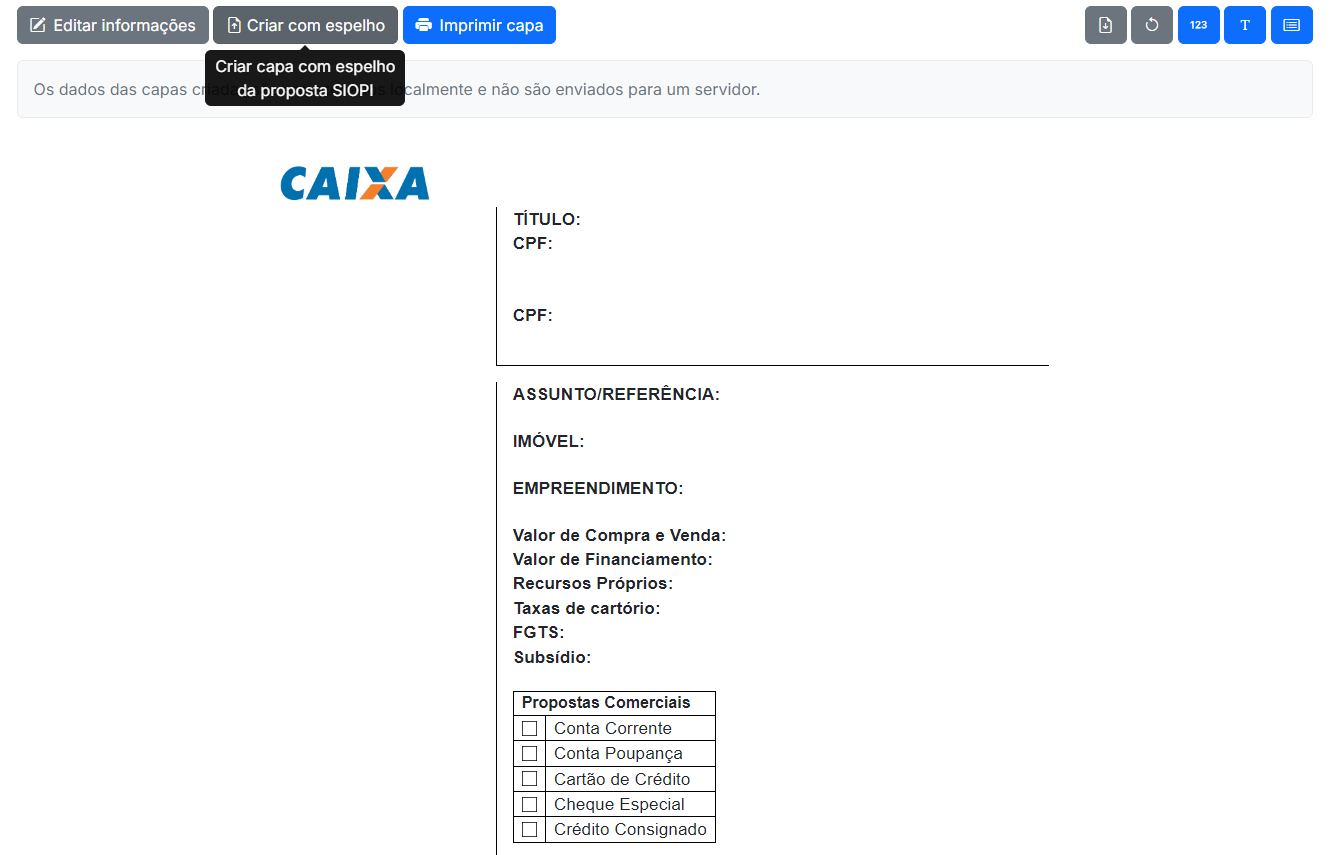 Editar informações
Criar com espelho
Imprimir capa
123
T
Criar capa com espelho
da proposta SIOPI
Os dados das capas localmente e não são enviados para um servidor.
CAIXA
TÍTULO:
CPF:
CPF:
ASSUNTO/REFERÊNCIA:
IMÓVEL:
EMPREENDIMENTO:
Valor de Compra e Venda:
Valor de Financiamento:
Recursos Próprios:
Taxas de cartório:
FGTS:
Subsídio:
Propostas Comerciais
Conta Corrente
Conta Poupança
Cartão de Crédito
Cheque Especial
Crédito Consignado